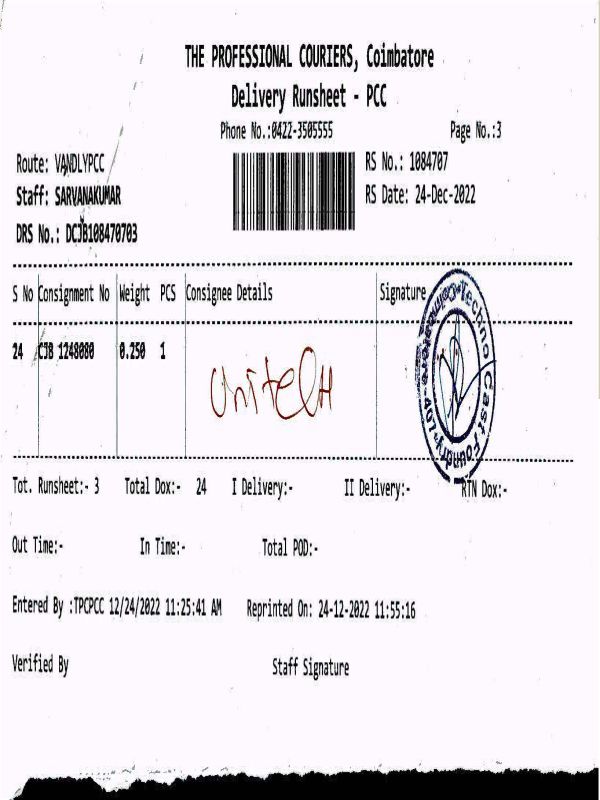 THE PROFESSIONAL COURIERS, Coimbatore
Delivery Runsheet - PCC
Phone No.:0422-3505555
Page No.:3
Route: VANDLYPCC
RS No.: 1084707
Staff: SARVANAKUMAR
RS Date: 24-Dec-2022
DRS No.: DCJB108470703
S No Consignment No Weight PCS Consignee Details Signature
24 CJB 1248080 0.250 1
UniTecH
Techno Cast Foundry
Coimbatore
Tot. Runsheet:- 3 Total Dox:- 24 I Delivery:- II Delivery:- RTN Dox:-
Out Time:- In Time:- Total POD:-
Entered By :TPCPCC 12/24/2022 11:25:41 AM Reprinted On: 24-12-2022 11:55:16
Verified By Staff Signature